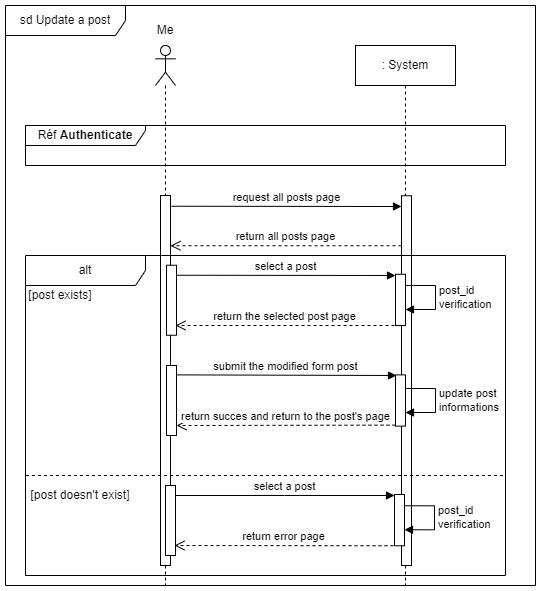 sd Update a post
Me
: System
Réf Authenticate
request all posts page
return all posts page
alt
select a post
[post exists]
post_id
verification
return the selected post page
submit the modified form post
update post
informations
return succes and return to the post's page
select a post
[post doesn't exist]
post_id
verification
return error page